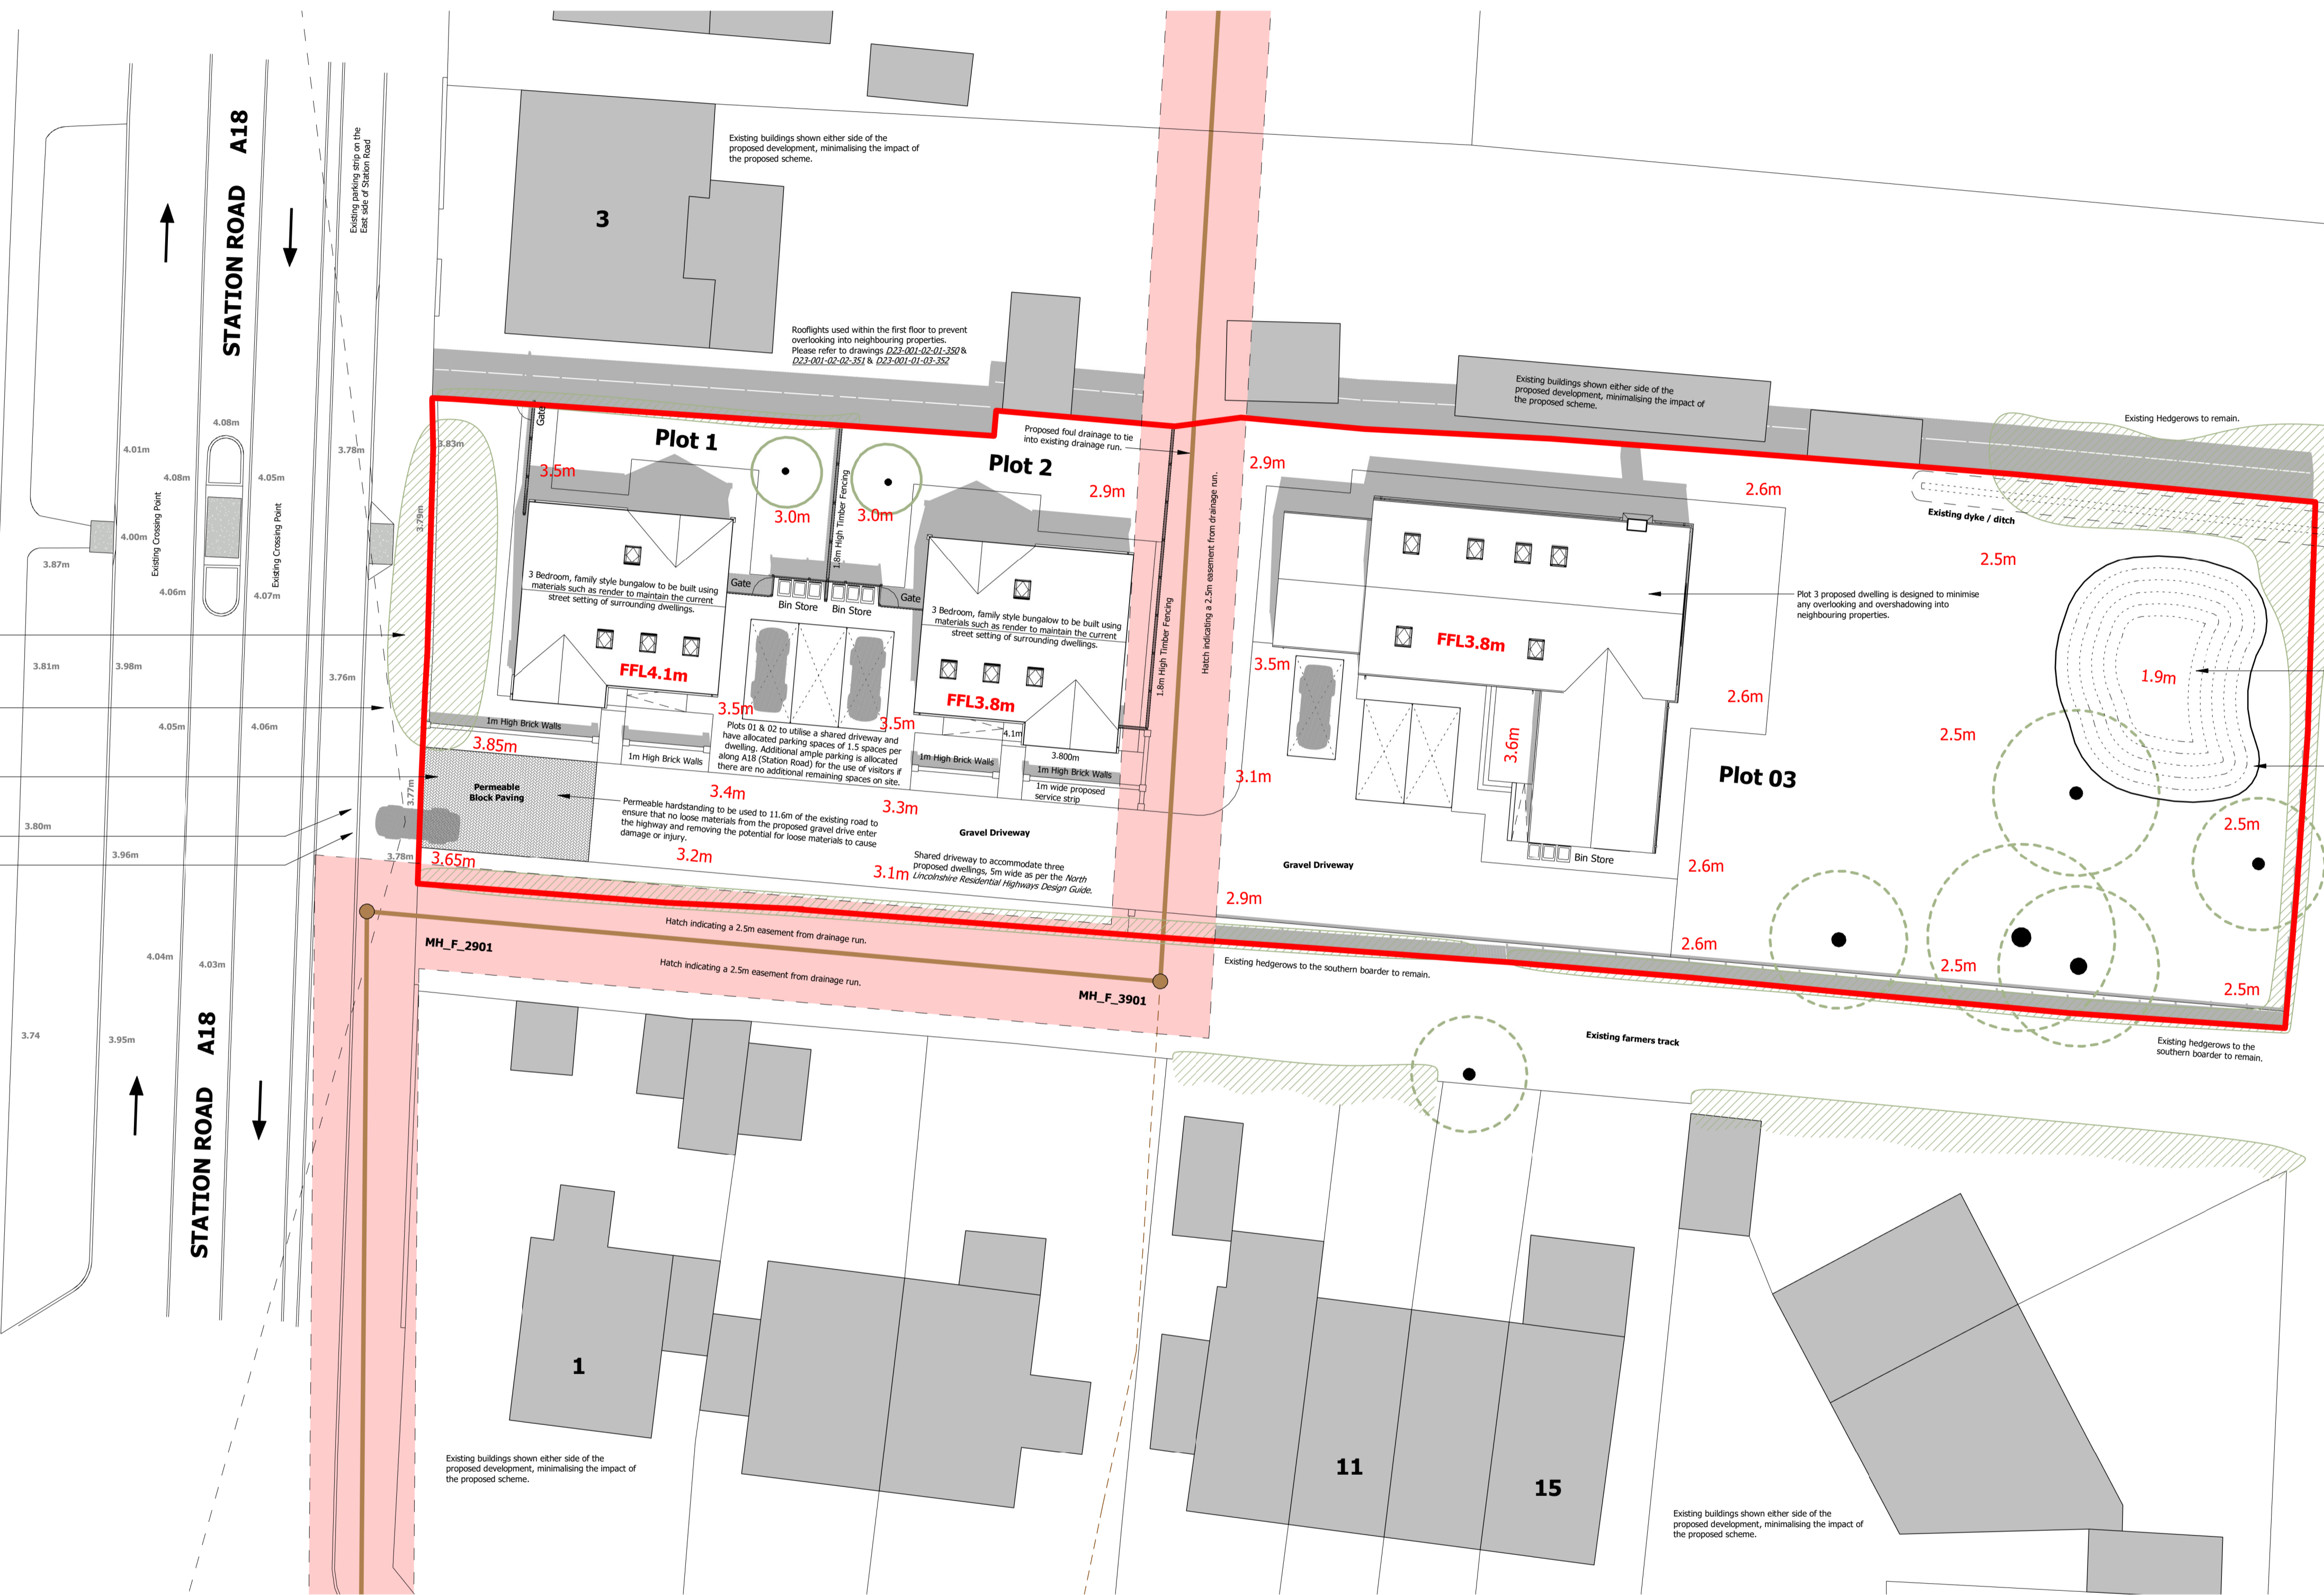 STATION ROAD A18
Existing parking strip on the
East side of Station Road
Existing buildings shown either side of the
proposed development, minimalising the impact of
the proposed scheme.
3
Rooflights used within the first floor to prevent
overlooking into neighbouring properties.
Please refer to drawings D23-001-02-01-350 &
D23-001-02-02-351 & D23-001-01-03-352
Existing buildings shown either side of the
proposed development, minimalising the impact of
the proposed scheme.
Existing Hedgerows to remain.
4.08m
4.01m
4.08m
4.05m
3.78m
3.83m
Existing Crossing Point
Existing Crossing Point
4.00m
3.79m
3.87m
4.06m
4.07m
3.81m
3.98m
3.76m
4.05m
4.06m
3.77m
3.80m
3.96m
3.78m
4.04m
4.03m
3.74
3.95m
STATION ROAD A18
Gate
Plot 1
3.5m
3.0m
1.8m High Timber Fencing
3.0m
Plot 2
Proposed foul drainage to tie
into existing drainage run.
2.9m
2.9m
Hatch indicating a 2.5m easement from drainage run.
1.8m High Timber Fencing
2.6m
Existing dyke / ditch
2.5m
3 Bedroom, family style bungalow to be built using
materials such as render to maintain the current
street setting of surrounding dwellings.
FFL4.1m
Gate
Bin Store
Bin Store
Gate
3 Bedroom, family style bungalow to be built using
materials such as render to maintain the current
street setting of surrounding dwellings.
FFL3.8m
3.5m
FFL3.8m
Plot 3 proposed dwelling is designed to minimise
any overlooking and overshadowing into
neighbouring properties.
1.9m
2.6m
2.5m
3.6m
Plot 03
1m High Brick Walls
3.85m
1m High Brick Walls
3.5m
3.5m
Plots 01 & 02 to utilise a shared driveway and
have allocated parking spaces of 1.5 spaces per
dwelling. Additional ample parking is allocated
along A18 (Station Road) for the use of visitors if
there are no additional remaining spaces on site.
4.1m
3.800m
1m High Brick Walls
1m High Brick Walls
1m wide proposed
service strip
3.1m
Permeable
Block Paving
3.4m
3.3m
Permeable hardstanding to be used to 11.6m of the existing road to
ensure that no loose materials from the proposed gravel drive enter
the highway and removing the potential for loose materials to cause
damage or injury.
Gravel Driveway
3.65m
3.2m
3.1m
Shared driveway to accommodate three
proposed dwellings, 5m wide as per the North
Lincolnshire Residential Highways Design Guide.
Gravel Driveway
Bin Store
2.9m
2.6m
2.6m
2.5m
2.5m
2.5m
Hatch indicating a 2.5m easement from drainage run.
MH_F_2901
Hatch indicating a 2.5m easement from drainage run.
MH_F_3901
Existing hedgerows to the southern boarder to remain.
Existing farmers track
Existing hedgerows to the
southern boarder to remain.
1
11
15
Existing buildings shown either side of the
proposed development, minimalising the impact of
the proposed scheme.
Existing buildings shown either side of the
proposed development, minimalising the impact of
the proposed scheme.